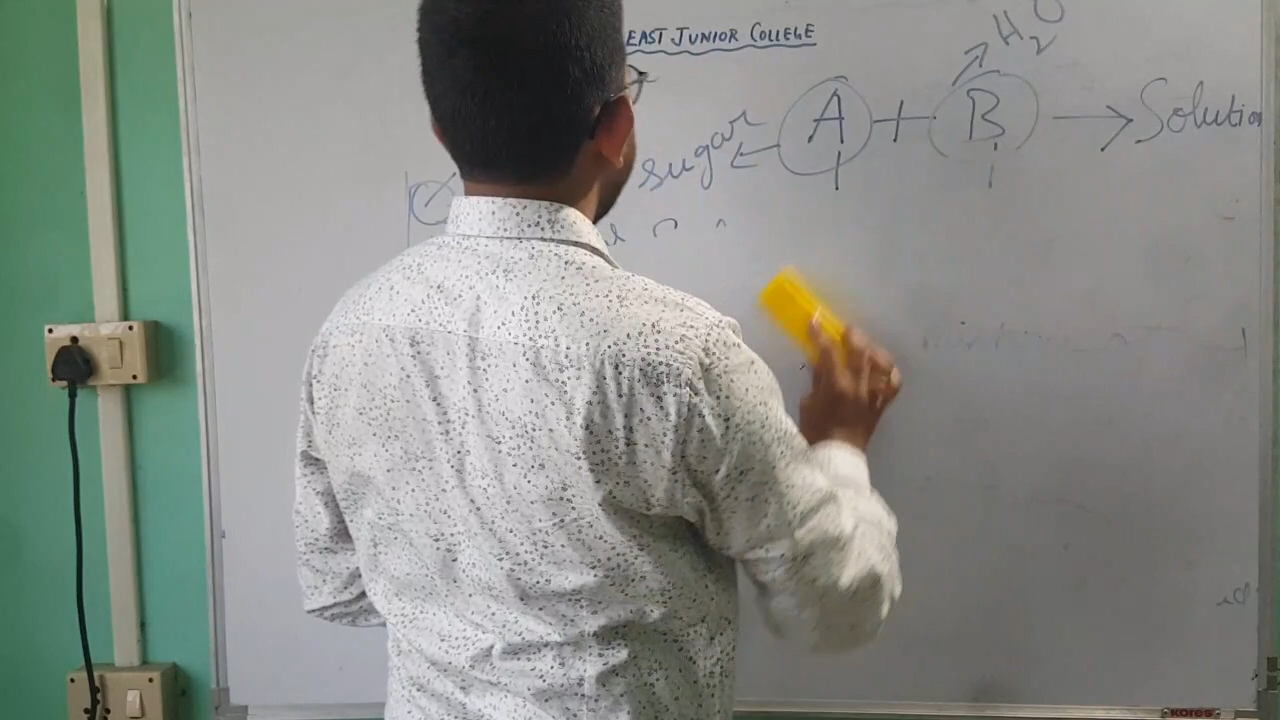 EAST JUNIOR COLLEGE
H2O
sugar ← A + B → Solution
KORES